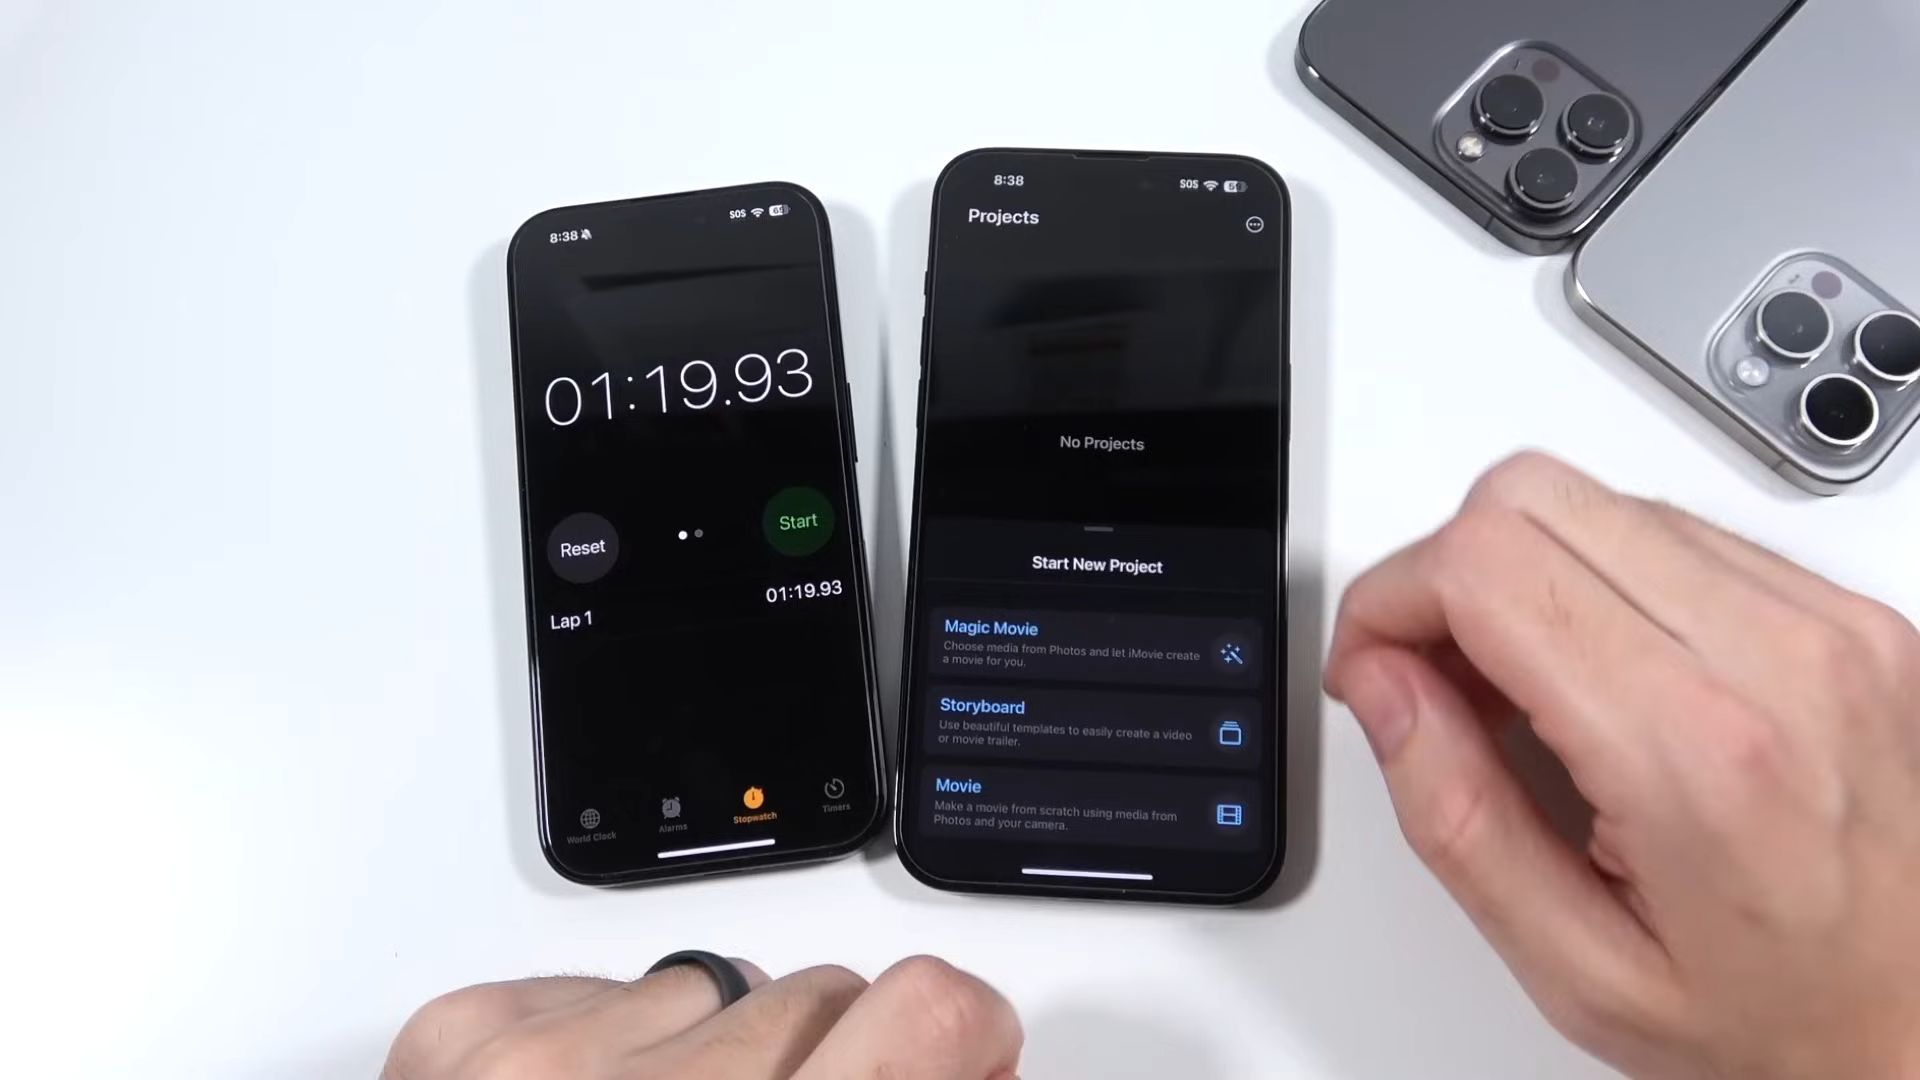 8:38
SOS
01:19.93
Reset
Start
Lap 1
01:19.93
World Clock
Alarms
Stopwatch
Timers
8:38
SOS
Projects
No Projects
Start New Project
Magic Movie
Choose media from Photos and let iMovie create
a movie for you.
Storyboard
Use beautiful templates to easily create a video
or movie trailer.
Movie
Make a movie from scratch using media from
Photos and your camera.